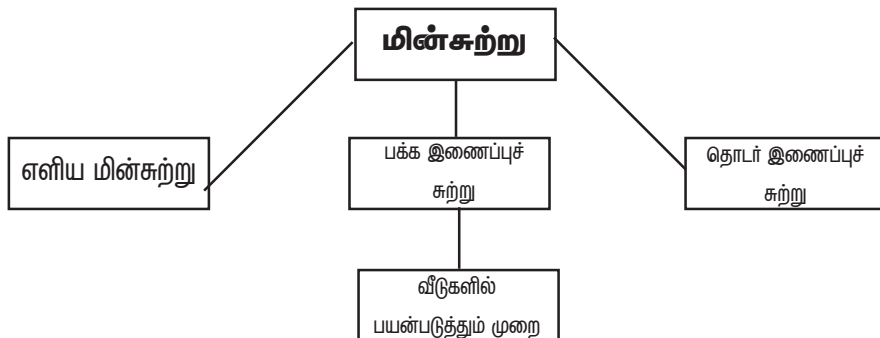 மின்சுற்று
எளிய மின்சுற்று
பக்க இணைப்புச்
சுற்று
தொடர் இணைப்புச்
சுற்று
வீடுகளில்
பயன்படுத்தும் முறை